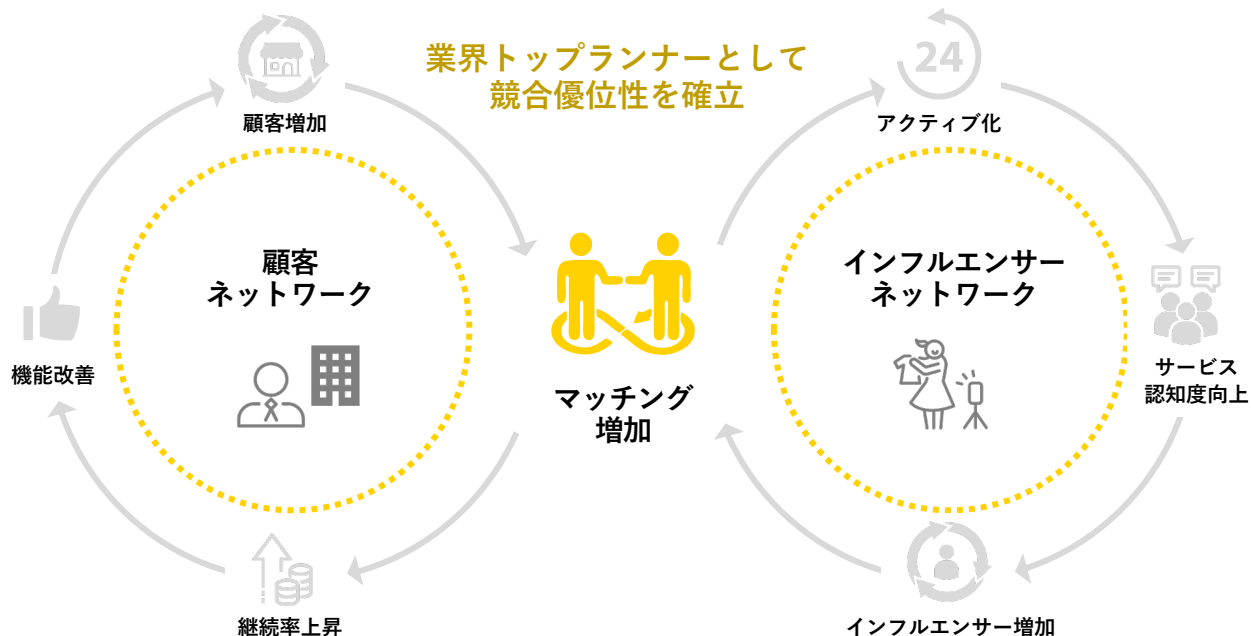 業界トップランナーとして
競合優位性を確立
24
顧客増加
アクティブ化
顧客
ネットワーク
インフルエンサー
ネットワーク
機能改善
マッチング
増加
サービス
認知度向上
継続率上昇
インフルエンサー増加